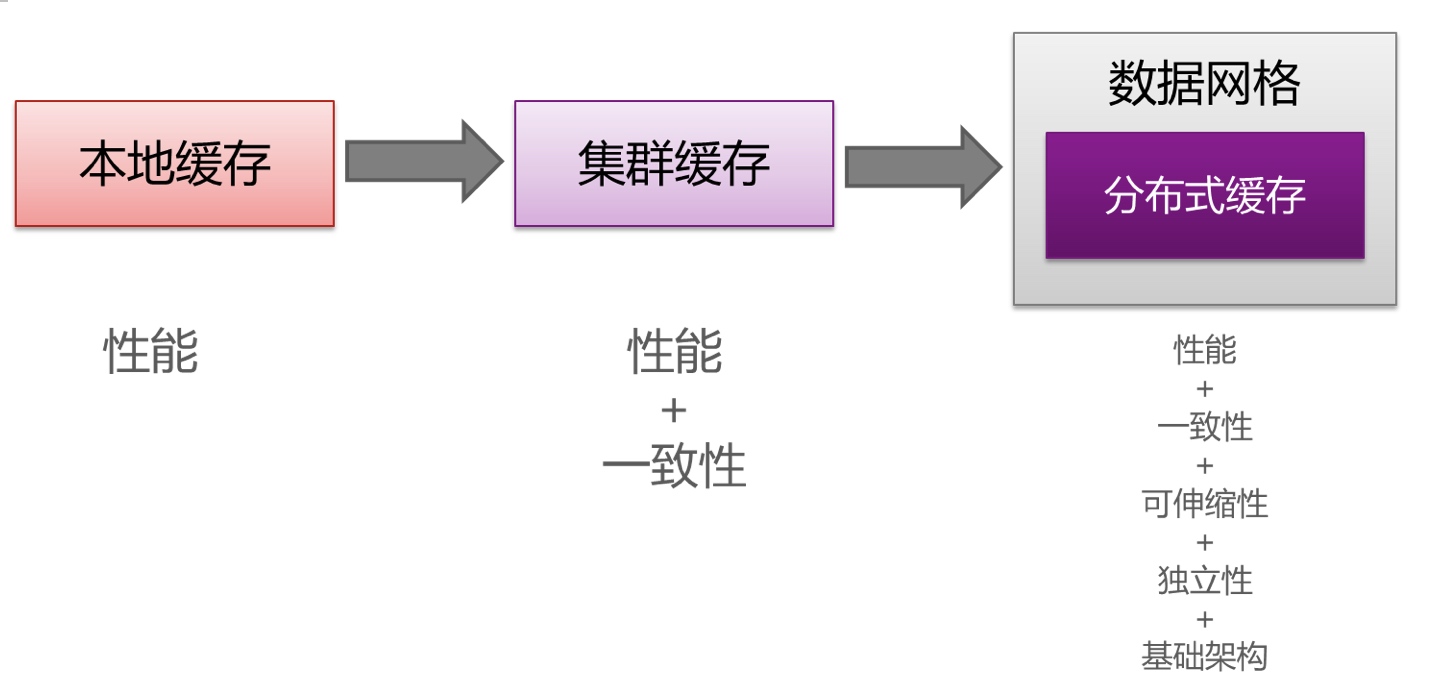 本地缓存
集群缓存
数据网格
分布式缓存
性能
性能
+
一致性
性能
+
一致性
+
可伸缩性
+
独立性
+
基础架构